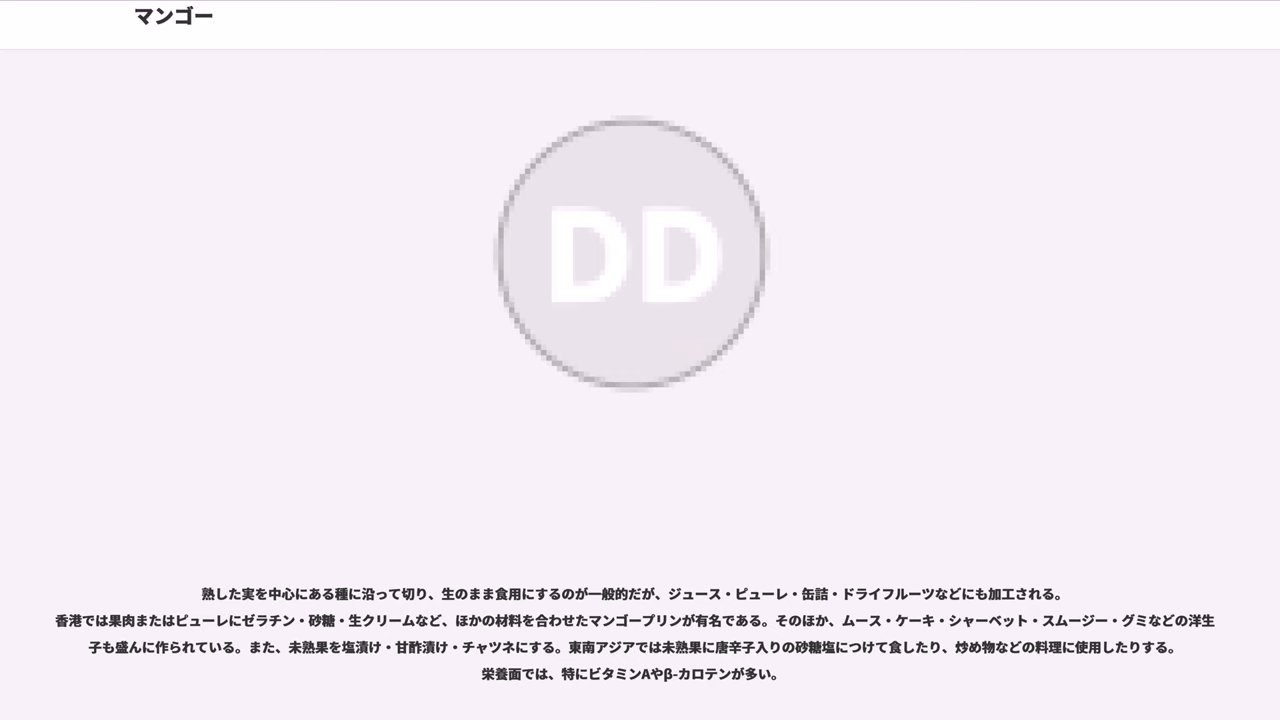 マンゴー
DD
熟した実を中心にある種に沿って切り、生のまま食用にするのが一般的だが、ジュース・ピューレ・缶詰・ドライフルーツなどにも加工される。
香港では果肉またはピューレにゼラチン・砂糖・生クリームなど、ほかの材料を合わせたマンゴープリンが有名である。そのほか、ムース・ケーキ・シャーベット・スムージー・グミなどの洋生
子も盛んに作られている。また、未熟果を塩漬け・甘酢漬け・チャツネにする。東南アジアでは未熟果に唐辛子入りの砂糖塩につけて食したり、炒め物などの料理に使用したりする。
栄養面では、特にビタミンAやβ-カロテンが多い。